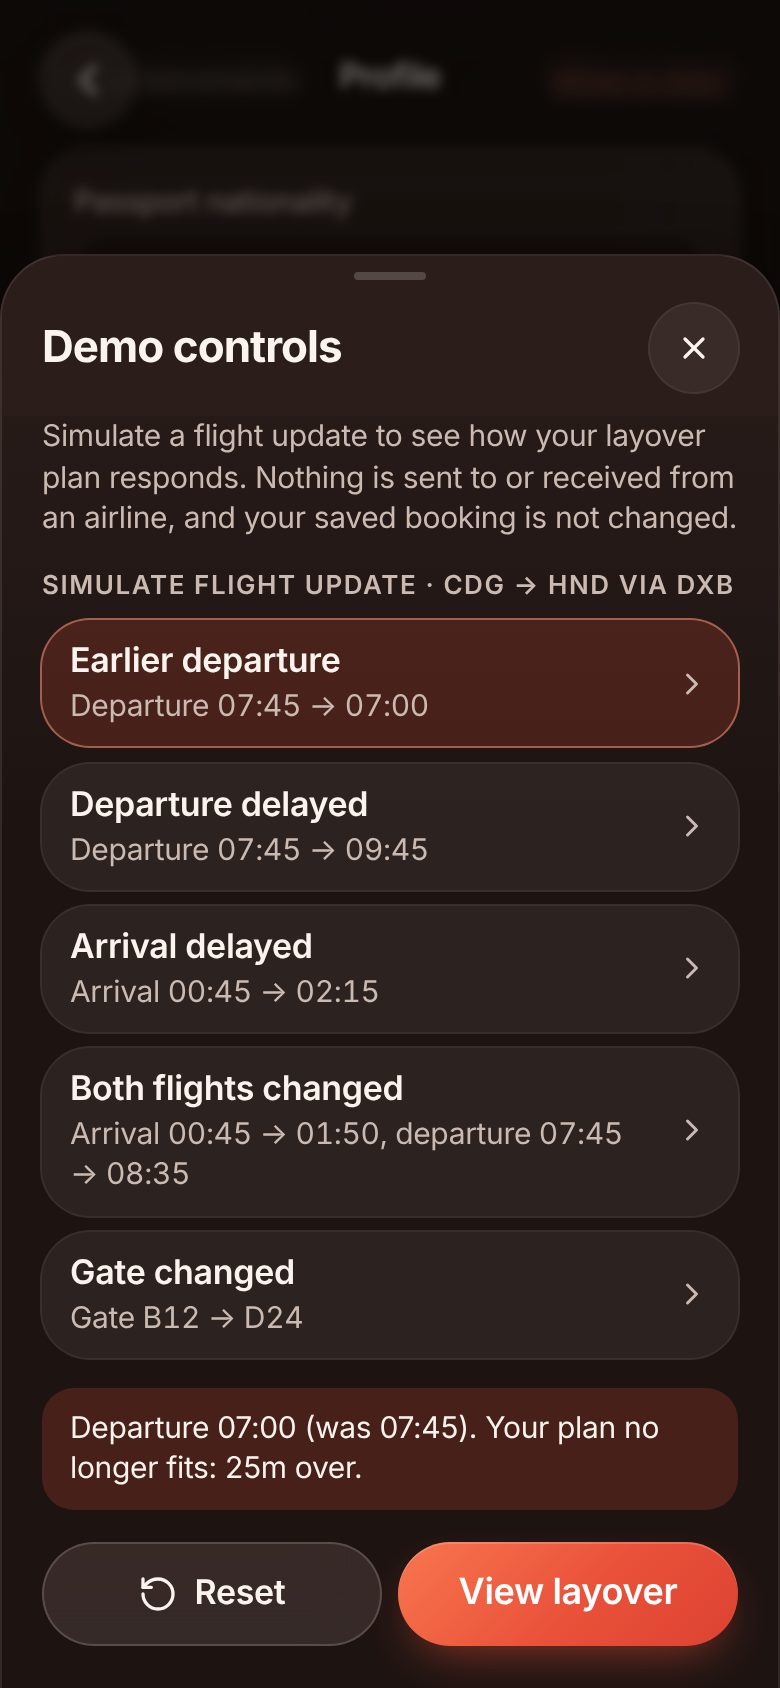 Profile
Passport nationality
Demo controls
Simulate a flight update to see how your layover
plan responds. Nothing is sent to or received from
an airline, and your saved booking is not changed.
SIMULATE FLIGHT UPDATE · CDG → HND VIA DXB
Earlier departure
Departure 07:45 → 07:00
Departure delayed
Departure 07:45 → 09:45
Arrival delayed
Arrival 00:45 → 02:15
Both flights changed
Arrival 00:45 → 01:50, departure 07:45
→ 08:35
Gate changed
Gate B12 → D24
Departure 07:00 (was 07:45). Your plan no
longer fits: 25m over.
Reset
View layover